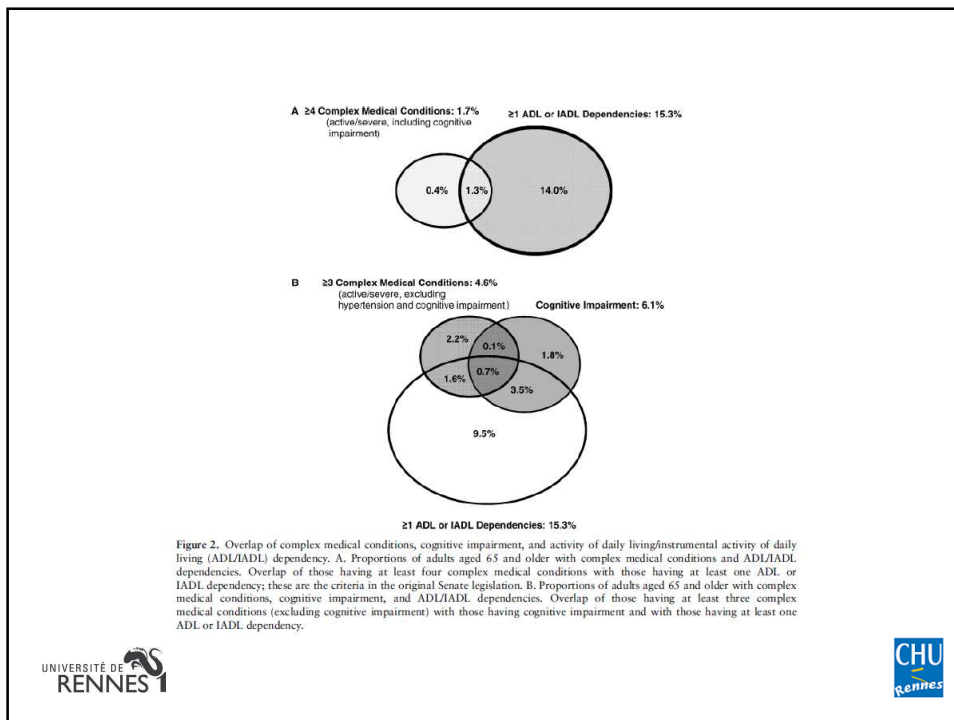 A ≥4 Complex Medical Conditions: 1.7%
(active/severe, including cognitive
impairment)
≥1 ADL or IADL Dependencies: 15.3%
0.4%
1.3%
14.0%
B ≥3 Complex Medical Conditions: 4.6%
(active/severe, excluding
hypertension and cognitive impairment)
Cognitive Impairment: 6.1%
2.2%
0.1%
1.8%
1.6%
0.7%
3.5%
9.5%
≥1 ADL or IADL Dependencies: 15.3%
Figure 2. Overlap of complex medical conditions, cognitive impairment, and activity of daily living/instrumental activity of daily
living (ADL/IADL) dependency. A. Proportions of adults aged 65 and older with complex medical conditions and ADL/IADL
dependencies. Overlap of those having at least four complex medical conditions with those having at least one ADL or
IADL dependency; these are the criteria in the original Senate legislation. B. Proportions of adults aged 65 and older with complex
medical conditions, cognitive impairment, and ADL/IADL dependencies. Overlap of those having at least three complex
medical conditions (excluding cognitive impairment) with those having cognitive impairment and with those having at least one
ADL or IADL dependency.
UNIVERSITÉ DE
RENNES 1
CHU
Rennes